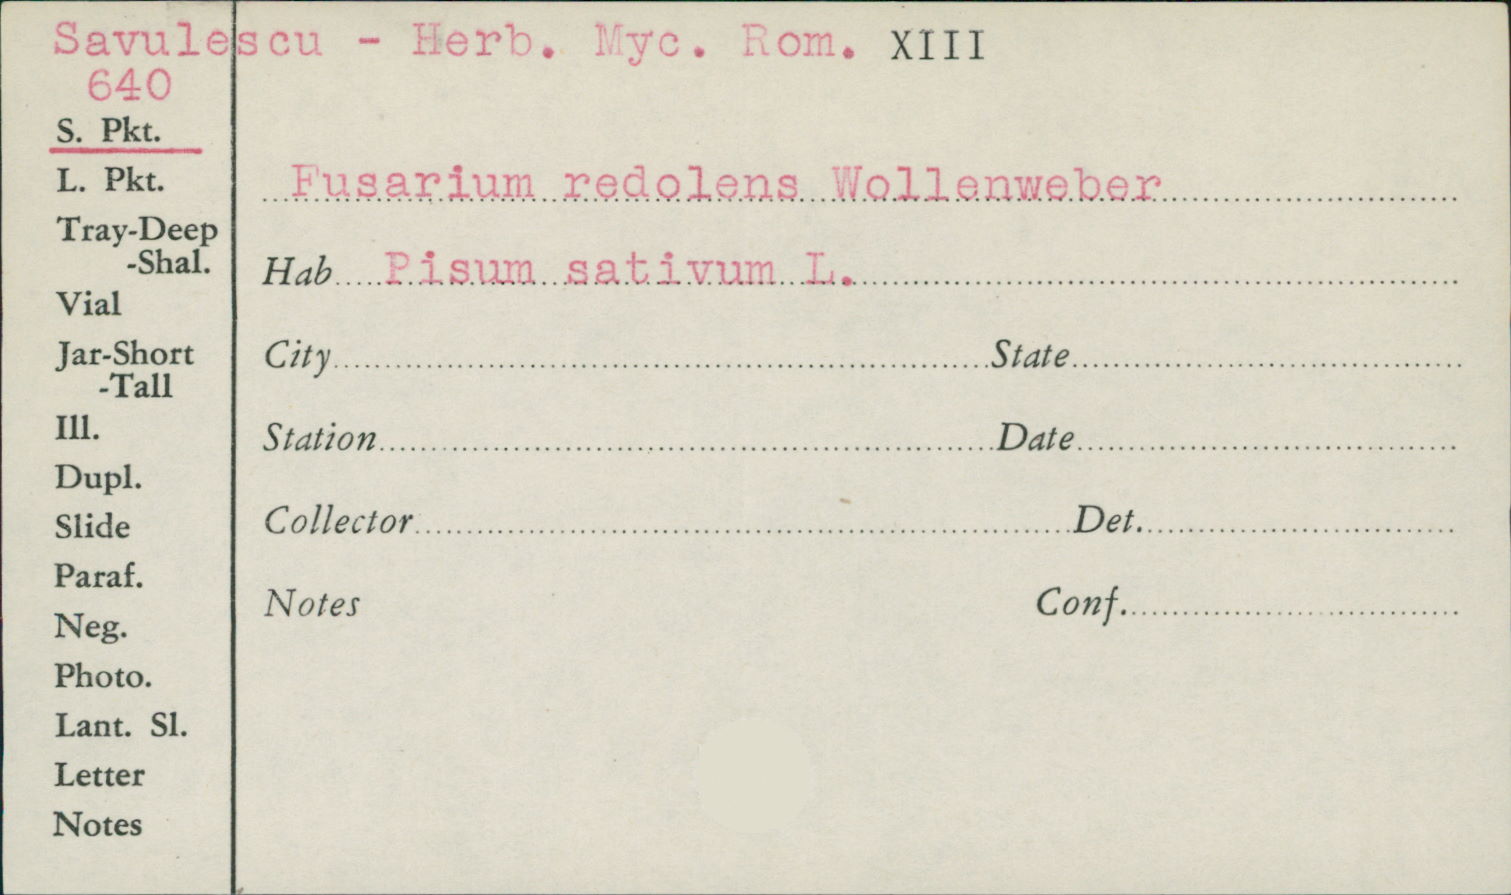 Savulescu - Herb. Myc. Rom. XIII
640
S. Pkt.
L. Pkt.
Tray-Deep
-Shal.
Vial
Jar-Short
-Tall
Ill.
Dupl.
Slide
Paraf.
Neg.
Photo.
Lant. Sl.
Letter
Notes
Fusarium redolens Wollenweber
Hab Pisum sativum L.
City State
Station Date
Collector Det.
Notes Conf.